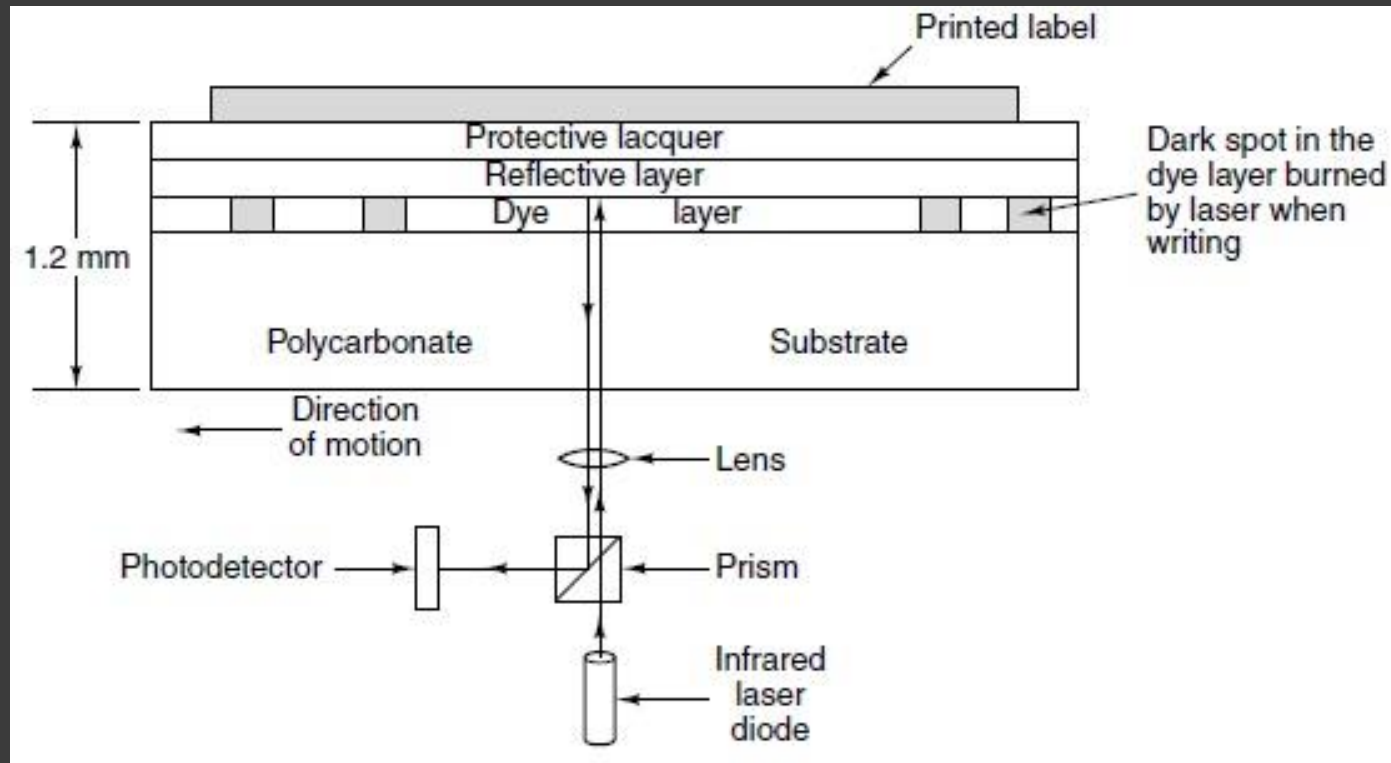 Printed label
Protective lacquer
Reflective layer
Dye layer
Dark spot in the
dye layer burned
by laser when
writing
1.2 mm
Polycarbonate Substrate
Direction
of motion
Lens
Photodetector
Prism
Infrared
laser
diode